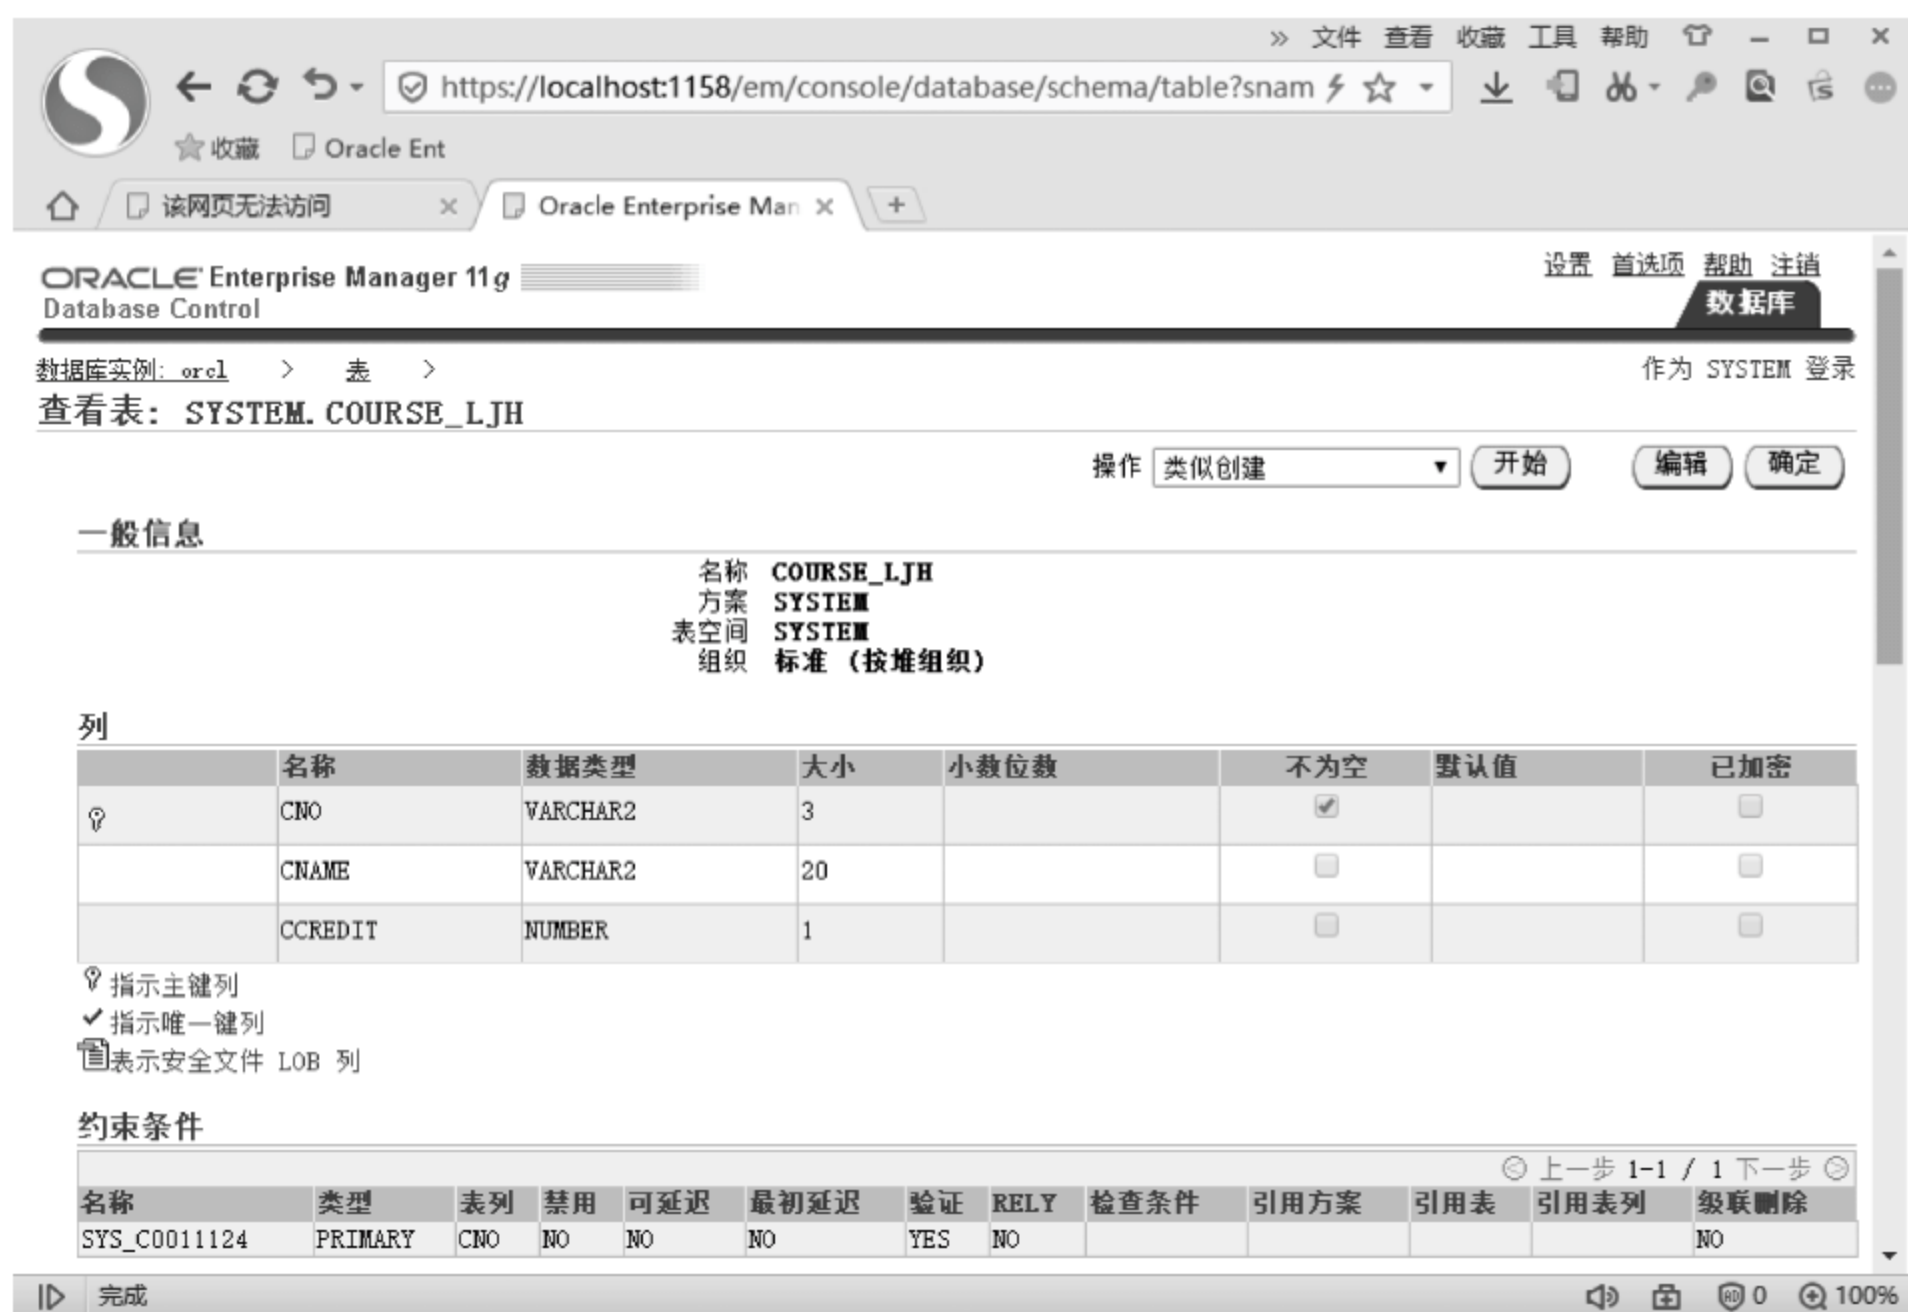 » 文件 查看 收藏 工具 帮助
https://localhost:1158/em/console/database/schema/table?snam
收藏 Oracle Ent
该网页无法访问 × Oracle Enterprise Man × +
设置 首选项 帮助 注销
ORACLE Enterprise Manager 11g
Database Control
数据库
数据库实例: orcl > 表 >
作为 SYSTEM 登录
查看表: SYSTEM.COURSE_LJH
操作 类似创建 开始 编辑 确定
一般信息
名称 COURSE_LJH
方案 SYSTEM
表空间 SYSTEM
组织 标准 (按堆组织)
列
名称 数据类型 大小 小数位数 不为空 默认值 已加密
CNO VARCHAR2 3
CNAME VARCHAR2 20
CCREDIT NUMBER 1
指示主键列
指示唯一键列
表示安全文件 LOB 列
约束条件
上一步 1-1 / 1 下一步
名称 类型 表列 禁用 可延迟 最初延迟 验证 RELY 检查条件 引用方案 引用表 引用表列 级联删除
SYS_C0011124 PRIMARY CNO NO NO NO YES NO NO
完成 0 100%